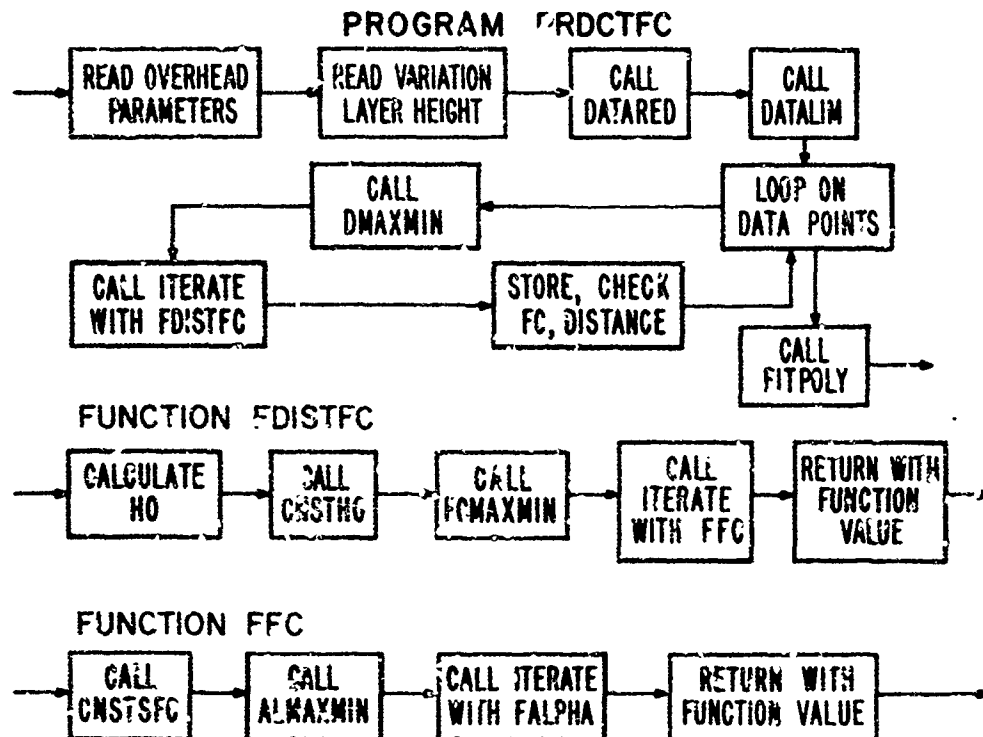 PROGRAM PRDCTFC
READ OVERHEAD
PARAMETERS
READ VARIATION
LAYER HEIGHT
CALL
DATARED
CALL
DATALIM
CALL
DMAXMIN
LOOP ON
DATA POINTS
CALL ITERATE
WITH FDISTFC
STORE, CHECK
FC, DISTANCE
CALL
FITPOLY
FUNCTION FDISTFC
CALCULATE
HO
CALL
CNSTHO
CALL
FCMAXMIN
CALL
ITERATE
WITH FFC
RETURN WITH
FUNCTION
VALUE
FUNCTION FFC
CALL
CNSTSFC
CALL
ALMAXMIN
CALL ITERATE
WITH FALPHA
RETURN WITH
FUNCTION VALUE